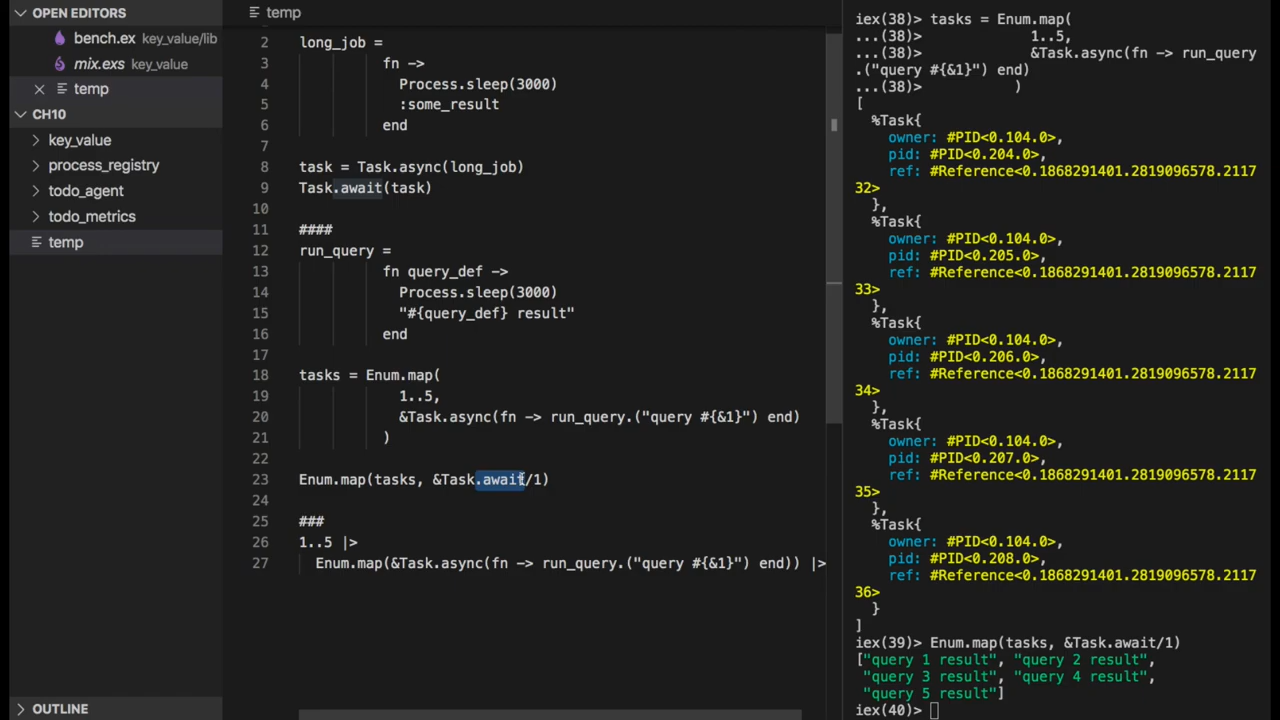 OPEN EDITORS
bench.ex key_value/lib
mix.exs key_value
temp
CH10
key_value
process_registry
todo_agent
todo_metrics
temp
OUTLINE
temp
2 long_job =
3 fn ->
4 Process.sleep(3000)
5 :some_result
6 end
7
8 task = Task.async(long_job)
9 Task.await(task)
10
11 ####
12 run_query =
13 fn query_def ->
14 Process.sleep(3000)
15 "#{query_def} result"
16 end
17
18 tasks = Enum.map(
19 1..5,
20 &Task.async(fn -> run_query.("query #{&1}") end)
21 )
22
23 Enum.map(tasks, &Task.await/1)
24
25 ###
26 1..5 |>
27 Enum.map(&Task.async(fn -> run_query.("query #{&1}") end)) |>
iex(38)> tasks = Enum.map(
...(38)> 1..5,
...(38)> &Task.async(fn -> run_query
.("query #{&1}") end)
...(38)> )
[
%Task{
owner: #PID<0.104.0>,
pid: #PID<0.204.0>,
ref: #Reference<0.1868291401.2819096578.2117
32>
},
%Task{
owner: #PID<0.104.0>,
pid: #PID<0.205.0>,
ref: #Reference<0.1868291401.2819096578.2117
33>
},
%Task{
owner: #PID<0.104.0>,
pid: #PID<0.206.0>,
ref: #Reference<0.1868291401.2819096578.2117
34>
},
%Task{
owner: #PID<0.104.0>,
pid: #PID<0.207.0>,
ref: #Reference<0.1868291401.2819096578.2117
35>
},
%Task{
owner: #PID<0.104.0>,
pid: #PID<0.208.0>,
ref: #Reference<0.1868291401.2819096578.2117
36>
}
]
iex(39)> Enum.map(tasks, &Task.await/1)
["query 1 result", "query 2 result",
"query 3 result", "query 4 result",
"query 5 result"]
iex(40)>